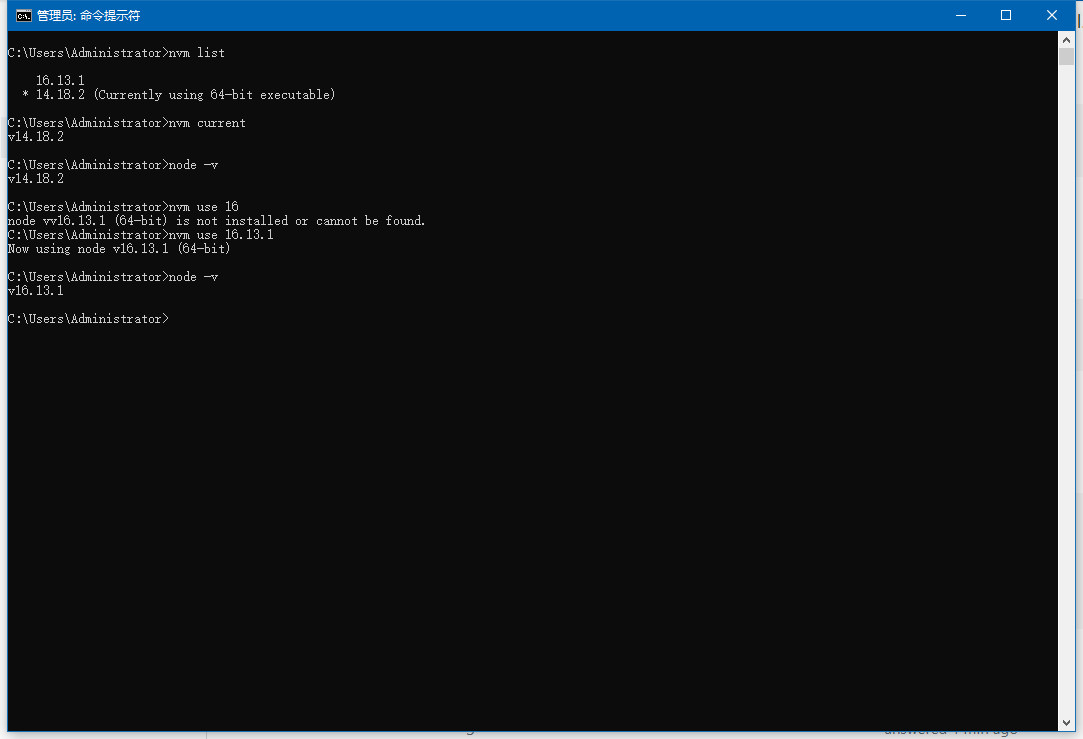 管理员: 命令提示符
C:\Users\Administrator>nvm list
16.13.1
* 14.18.2 (Currently using 64-bit executable)
C:\Users\Administrator>nvm current
v14.18.2
C:\Users\Administrator>node -v
v14.18.2
C:\Users\Administrator>nvm use 16
node vv16.13.1 (64-bit) is not installed or cannot be found.
C:\Users\Administrator>nvm use 16.13.1
Now using node v16.13.1 (64-bit)
C:\Users\Administrator>node -v
v16.13.1
C:\Users\Administrator>